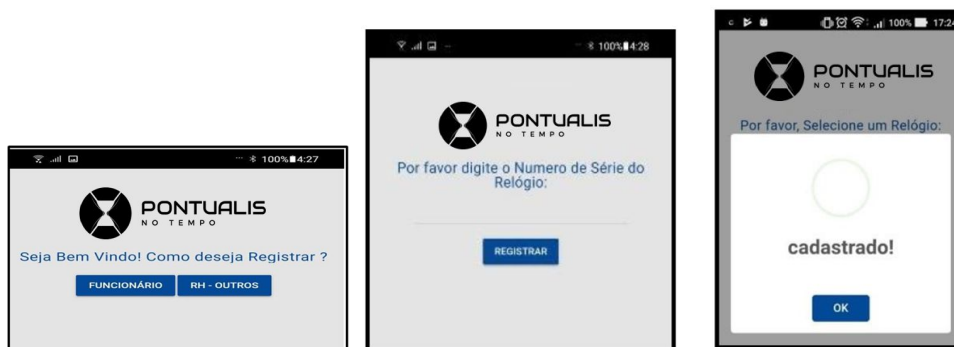 100% 4:27
PONTUALIS
NO TEMPO
Seja Bem Vindo! Como deseja Registrar ?
FUNCIONÁRIO
RH - OUTROS
100% 4:28
PONTUALIS
NO TEMPO
Por favor digite o Numero de Série do
Relógio:
REGISTRAR
100% 17:24
PONTUALIS
NO TEMPO
Por favor, Selecione um Relógio:
cadastrado!
OK